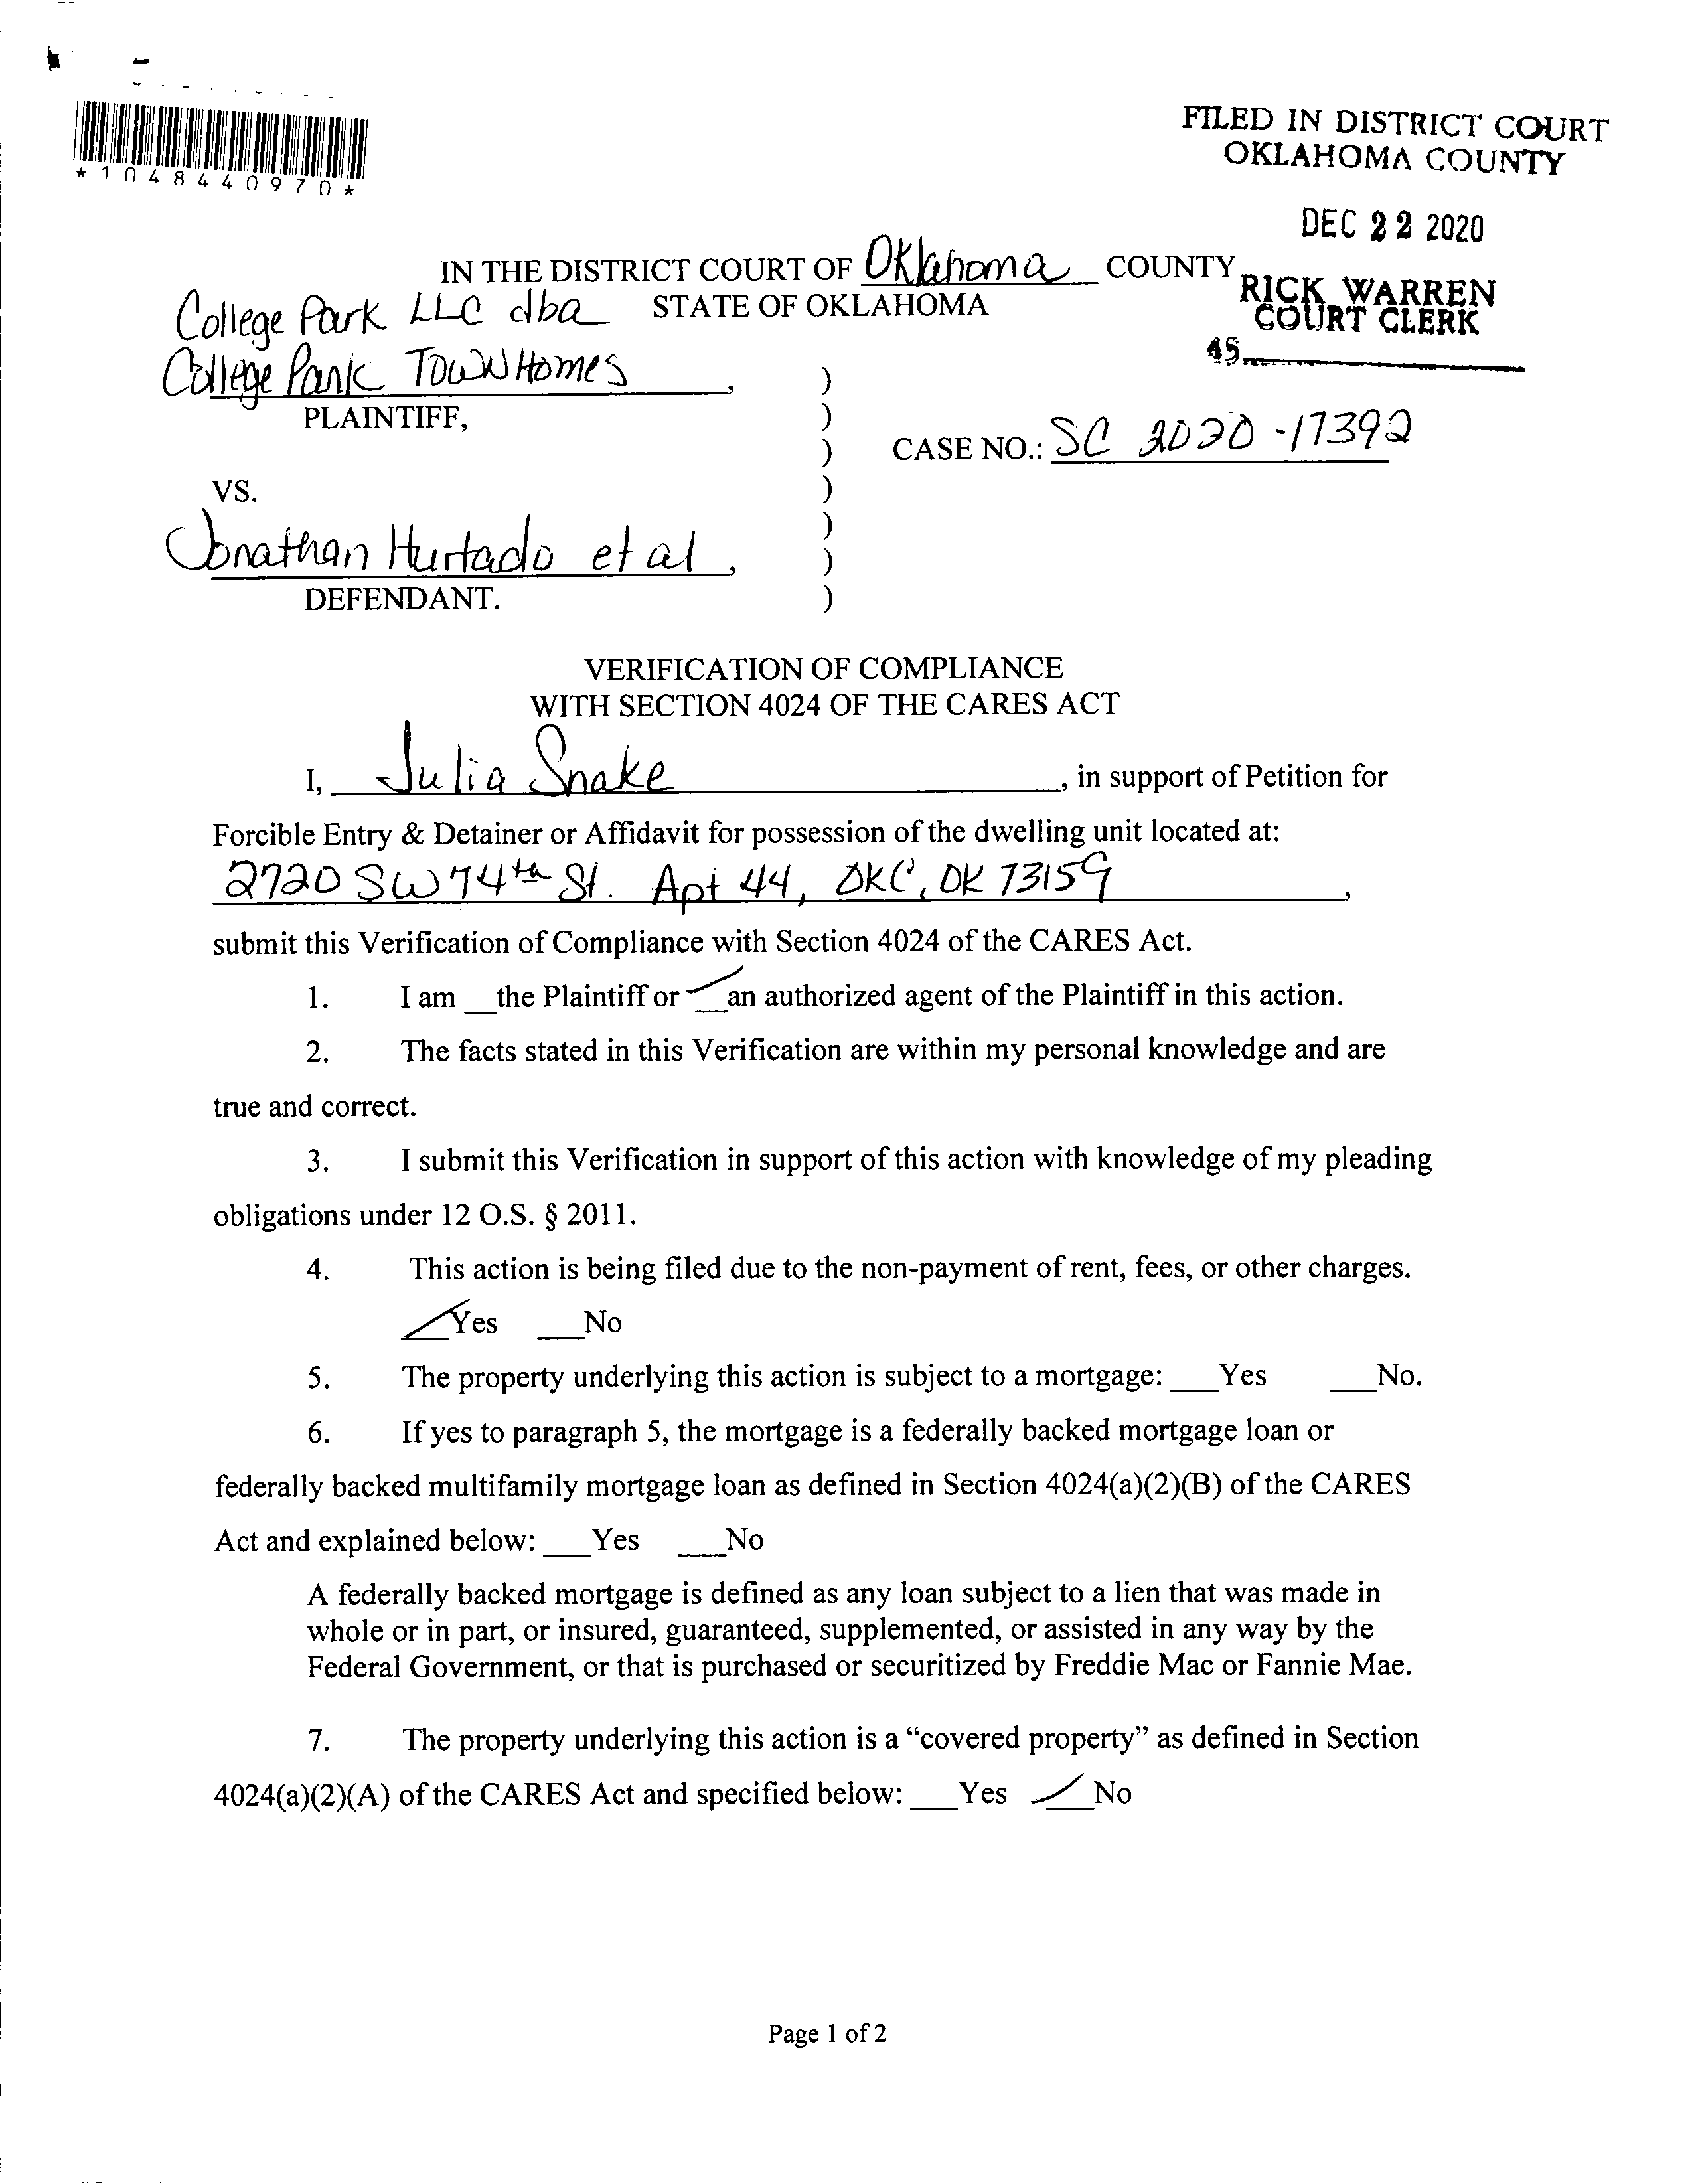 *1048440970*
FILED IN DISTRICT COURT
OKLAHOMA COUNTY
DEC 22 2020
RICK WARREN
COURT CLERK
45
IN THE DISTRICT COURT OF Oklahoma COUNTY
STATE OF OKLAHOMA
College Park LLC dba
College Park TownHomes,
PLAINTIFF,
)
)
)
)
)
)
)
CASE NO.: SC 2020-17392
VS.
Jonathan Hurtado et al,
DEFENDANT.
VERIFICATION OF COMPLIANCE
WITH SECTION 4024 OF THE CARES ACT
I, Julia Snake, in support of Petition for
Forcible Entry & Detainer or Affidavit for possession of the dwelling unit located at:
2720 SW 74th St. Apt 44, OKC, OK 73159,
submit this Verification of Compliance with Section 4024 of the CARES Act.
1. I am __the Plaintiff or ✓an authorized agent of the Plaintiff in this action.
2. The facts stated in this Verification are within my personal knowledge and are
true and correct.
3. I submit this Verification in support of this action with knowledge of my pleading
obligations under 12 O.S. § 2011.
4. This action is being filed due to the non-payment of rent, fees, or other charges.
✓Yes ___No
5. The property underlying this action is subject to a mortgage: ___Yes ___No.
6. If yes to paragraph 5, the mortgage is a federally backed mortgage loan or
federally backed multifamily mortgage loan as defined in Section 4024(a)(2)(B) of the CARES
Act and explained below: ___Yes ___No
A federally backed mortgage is defined as any loan subject to a lien that was made in
whole or in part, or insured, guaranteed, supplemented, or assisted in any way by the
Federal Government, or that is purchased or securitized by Freddie Mac or Fannie Mae.
7. The property underlying this action is a “covered property” as defined in Section
4024(a)(2)(A) of the CARES Act and specified below: ___Yes ✓No
Page 1 of 2